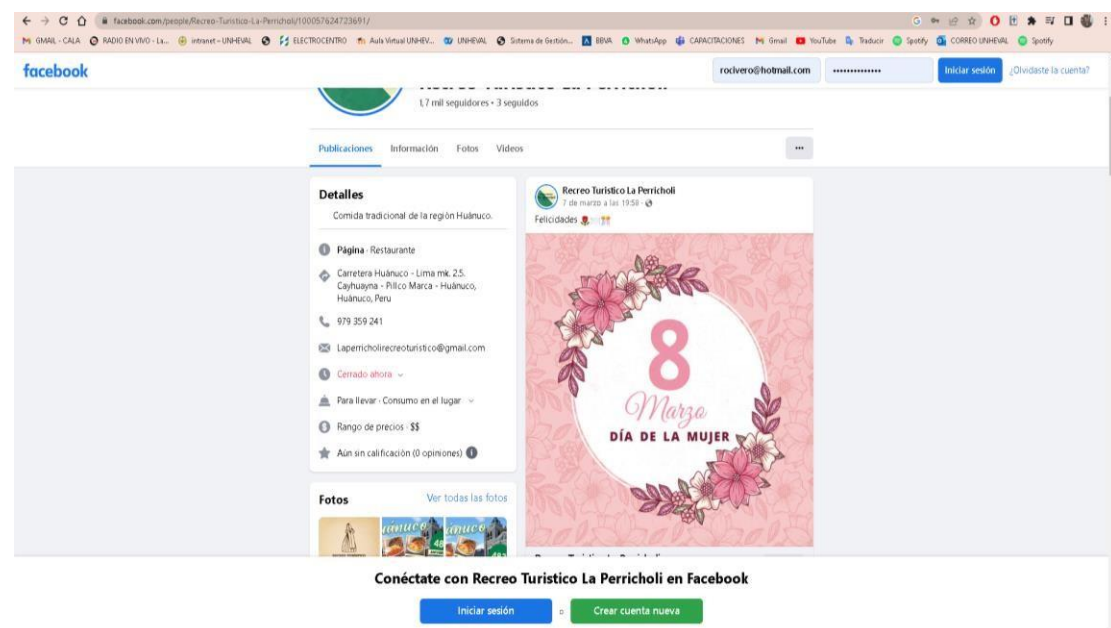 facebook.com/people/Recreo-Turistico-La-Perricholi/100057624723691/
GMAIL - CALA RADIO EN VIVO - La... intranet - UNHEVAL ELECTROCENTRO Aula Virtual UNHEV... UNHEVAL Sistema de Gestión... BBVA WhatsApp CAPACITACIONES Gmail YouTube Traducir Spotify CORREO UNHEVAL Spotify
facebook
rocivero@hotmail.com
Iniciar sesión
¿Olvidaste la cuenta?
1,7 mil seguidores • 3 seguidos
Publicaciones Información Fotos Videos
Detalles
Comida tradicional de la región Huánuco.
Página · Restaurante
Carretera Huánuco - Lima mk. 2.5.
Cayhuayna - Pillco Marca - Huánuco,
Huánuco, Peru
979 359 241
Laperricholirecreoturistico@gmail.com
Cerrado ahora
Para llevar · Consumo en el lugar
Rango de precios · $$
Aún sin calificación (0 opiniones)
Fotos
Ver todas las fotos
Recreo Turistico La Perricholi
7 de marzo a las 19:58
Felicidades
8
Marzo
DÍA DE LA MUJER
Conéctate con Recreo Turistico La Perricholi en Facebook
Iniciar sesión
o
Crear cuenta nueva